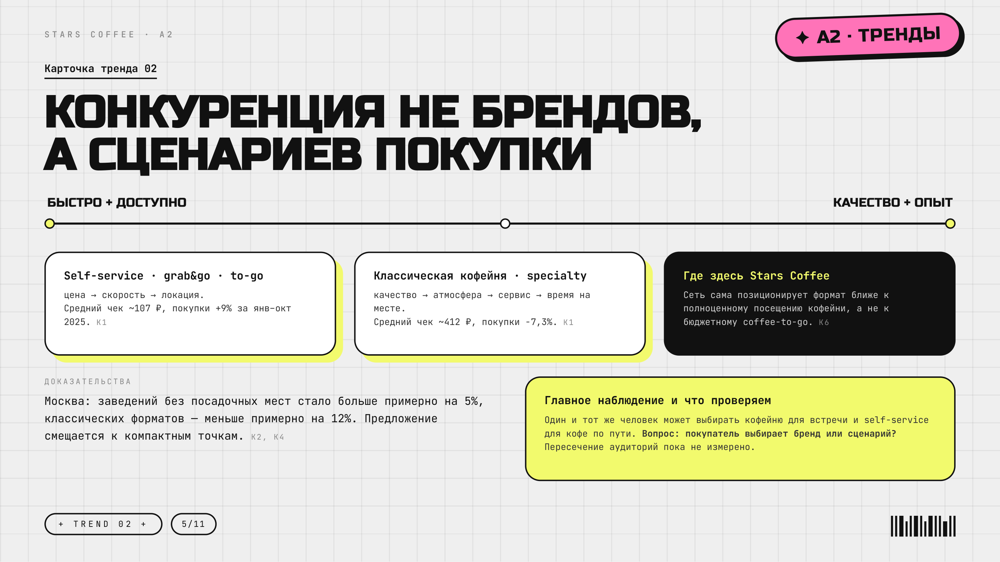 STARS COFFEE · A2
✦ А2 · ТРЕНДЫ
Карточка тренда 02
КОНКУРЕНЦИЯ НЕ БРЕНДОВ,
А СЦЕНАРИЕВ ПОКУПКИ
БЫСТРО + ДОСТУПНО
КАЧЕСТВО + ОПЫТ
Self-service · grab&go · to-go
цена → скорость → локация.
Средний чек ~107 ₽, покупки +9% за янв–окт
2025. К1
Классическая кофейня · specialty
качество → атмосфера → сервис → время на
месте.
Средний чек ~412 ₽, покупки -7,3%. К1
Где здесь Stars Coffee
Сеть сама позиционирует формат ближе к
полноценному посещению кофейни, а не к
бюджетному coffee-to-go. К6
ДОКАЗАТЕЛЬСТВА
Москва: заведений без посадочных мест стало больше примерно на 5%,
классических форматов — меньше примерно на 12%. Предложение
смещается к компактным точкам. К2, К4
Главное наблюдение и что проверяем
Один и тот же человек может выбирать кофейню для встречи и self-service
для кофе по пути. Вопрос: покупатель выбирает бренд или сценарий?
Пересечение аудиторий пока не измерено.
+ TREND 02 +
5/11